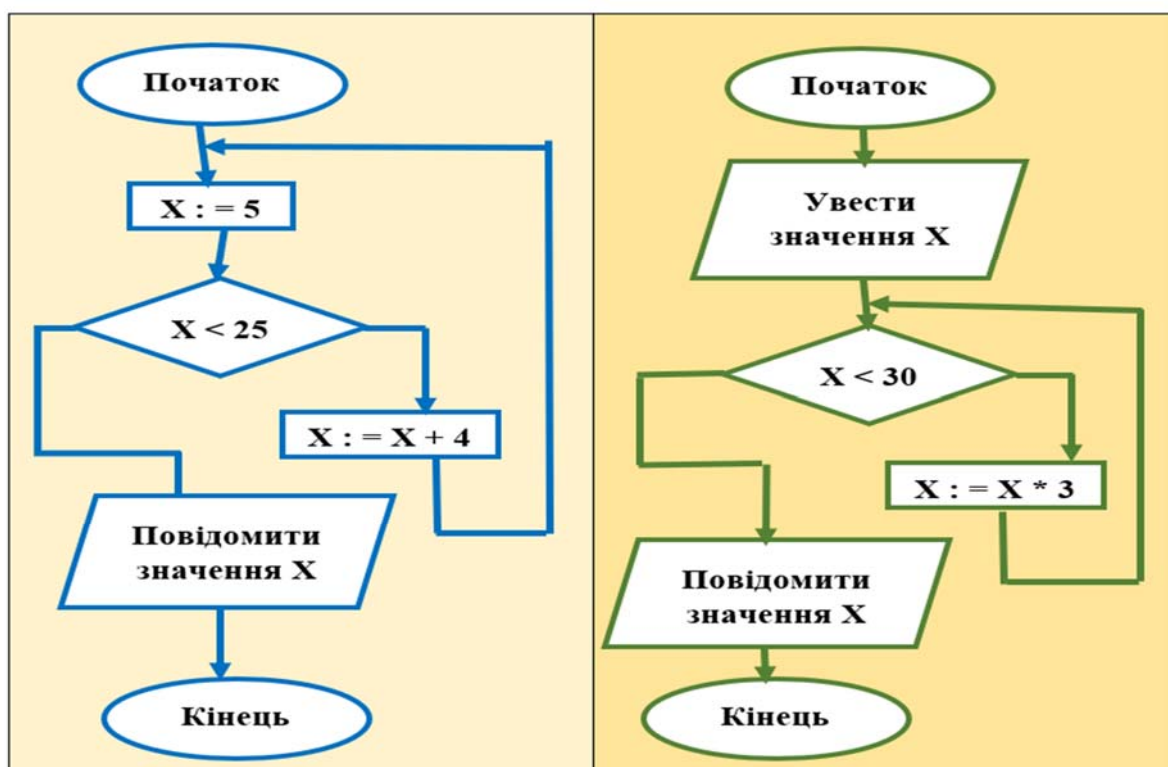 Початок
X : = 5
X < 25
X : = X + 4
Повідомити
значення X
Кінець
Початок
Увести
значення X
X < 30
X : = X * 3
Повідомити
значення X
Кінець